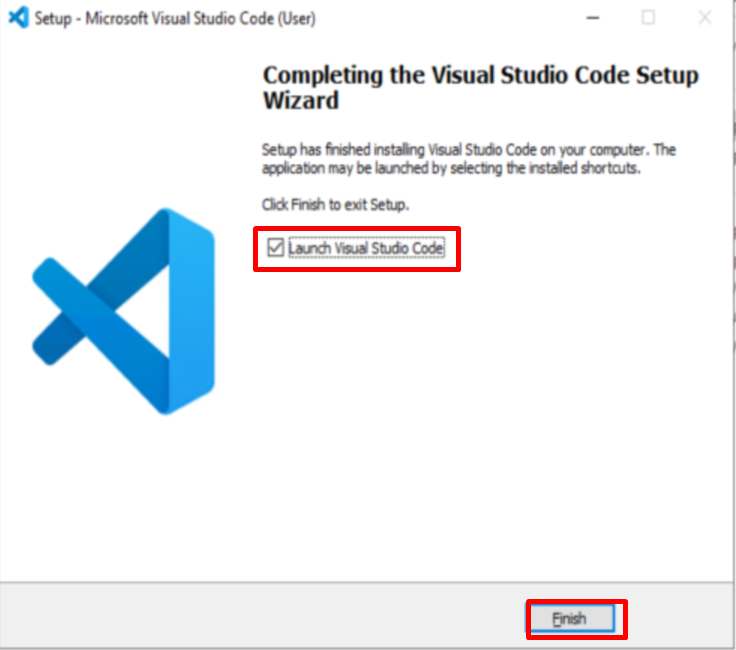 Setup - Microsoft Visual Studio Code (User)
Completing the Visual Studio Code Setup
Wizard
Setup has finished installing Visual Studio Code on your computer. The
application may be launched by selecting the installed shortcuts.
Click Finish to exit Setup.
Launch Visual Studio Code
Finish